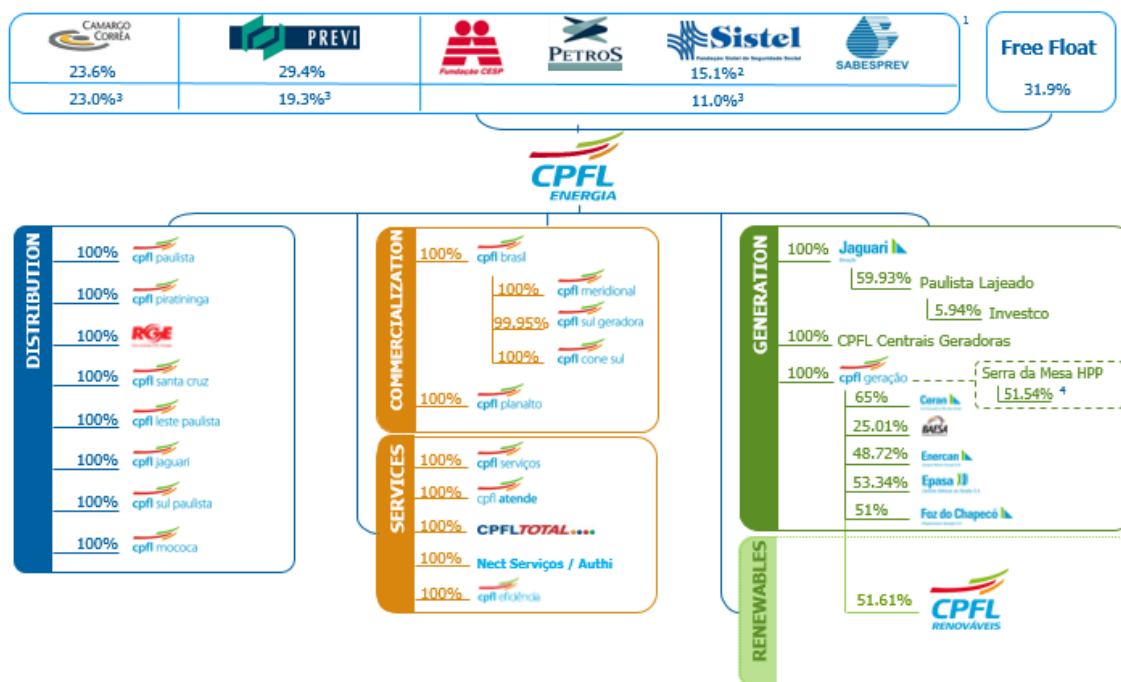 CAMARGO CORRÊA
PREVI
Fundação CESP
PETROS
Sistel
Fundação Sistel de Seguridade Social
SABESPREV
1
Free Float
23.6%
29.4%
15.1%²
31.9%
23.0%³
19.3%³
11.0%³
CPFL
ENERGIA
DISTRIBUTION
100% cpfl paulista
100% cpfl piratininga
100% RGE
100% cpfl santa cruz
100% cpfl leste paulista
100% cpfl jaguari
100% cpfl sul paulista
100% cpfl mococa
COMMERCIALIZATION
100% cpfl brasil
100% cpfl meridional
99.95% cpfl sul geradora
100% cpfl cone sul
100% cpfl planalto
SERVICES
100% cpfl serviços
100% cpfl atende
100% CPFLTOTAL
100% Nect Serviços / Authi
100% cpfl eficiência
GENERATION
100% Jaguari
59.93% Paulista Lajeado
5.94% Investco
100% CPFL Centrais Geradoras
100% cpfl geração
Serra da Mesa HPP
51.54% ⁴
65% Ceran
25.01% BAESA
48.72% Enercan
53.34% Epasa
51% Foz do Chapecó
RENEWABLES
51.61% CPFL
RENOVÁVEIS